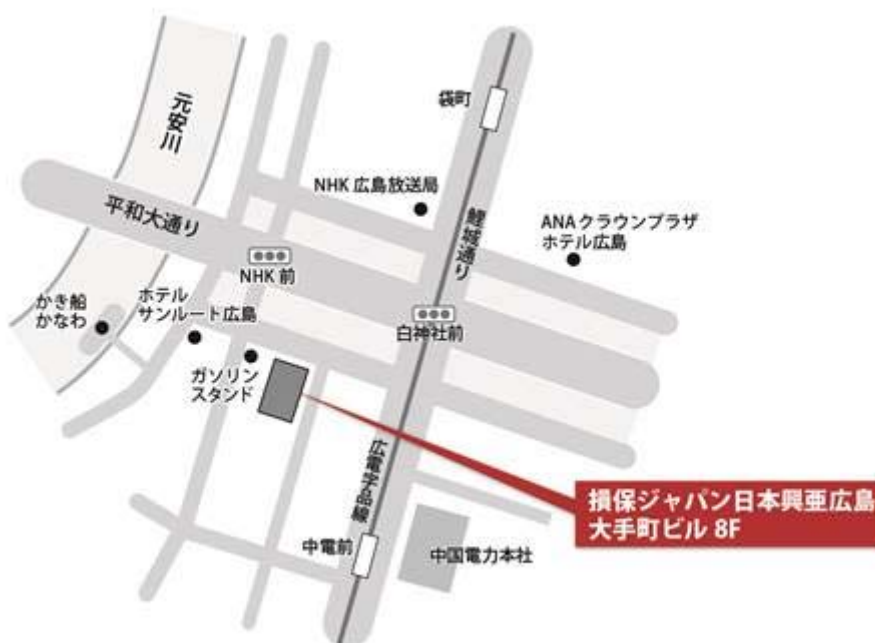 元安川
袋町
NHK 広島放送局
平和大通り
鯉城通り
ANAクラウンプラザ
ホテル広島
NHK 前
ホテル
サンルート広島
かき船
かなわ
白神社前
ガソリン
スタンド
広電宇品線
損保ジャパン日本興亜広島
大手町ビル 8F
中電前
中国電力本社